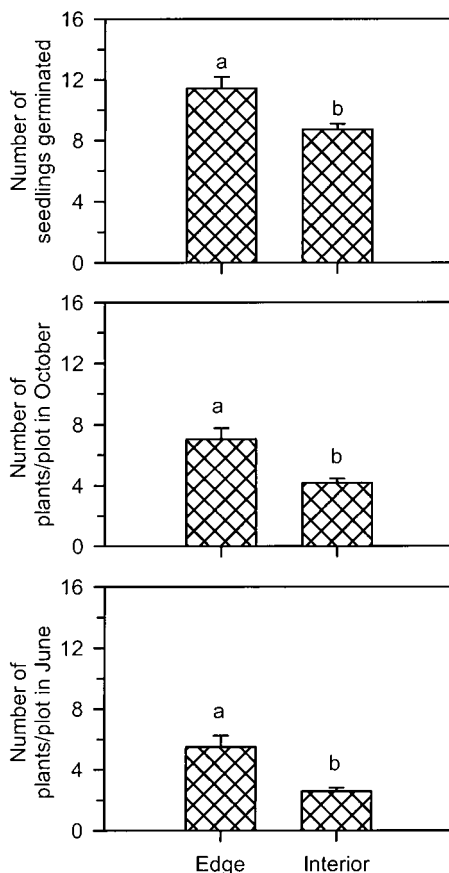 Number of
seedlings germinated
16
12
8
4
0
a
b
Number of
plants/plot in October
16
12
8
4
0
a
b
Number of
plants/plot in June
16
12
8
4
0
a
b
Edge Interior